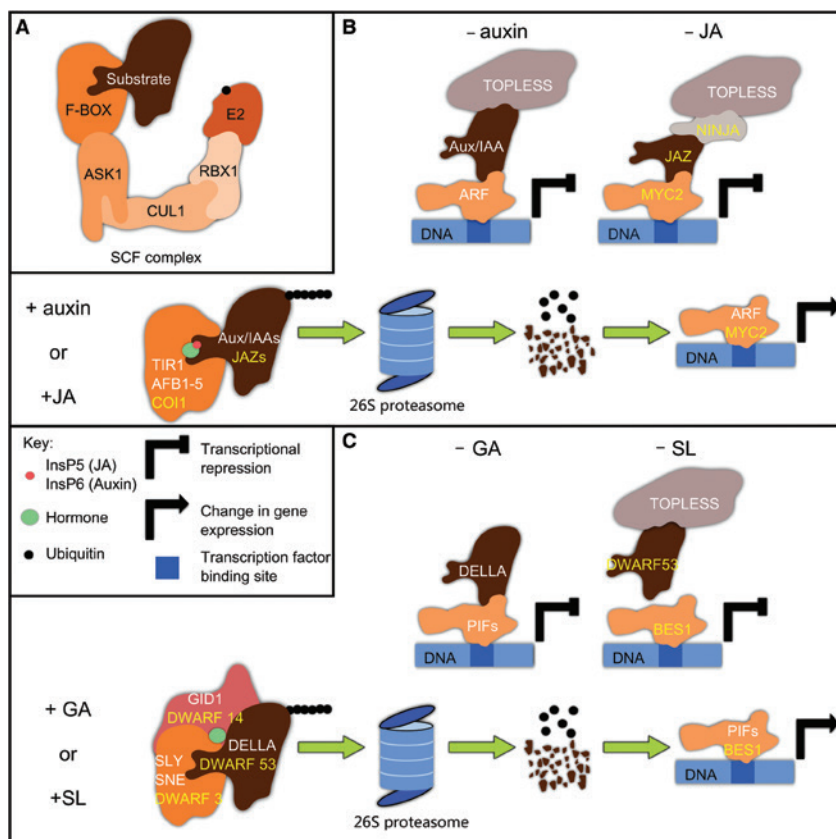 A
Substrate
F-BOX
E2
ASK1
RBX1
CUL1
SCF complex
B
– auxin
– JA
TOPLESS
TOPLESS
NINJA
Aux/IAA
JAZ
ARF
MYC2
DNA
DNA
+ auxin
or
+JA
Aux/IAAs
JAZs
TIR1
AFB1-5
COI1
26S proteasome
ARF
MYC2
DNA
Key:
InsP5 (JA)
InsP6 (Auxin)
Hormone
Ubiquitin
Transcriptional
repression
Change in gene
expression
Transcription factor
binding site
C
– GA
– SL
TOPLESS
DELLA
DWARF53
PIFs
BES1
DNA
DNA
+ GA
or
+SL
GID1
DWARF 14
DELLA
DWARF 53
SLY
SNE
DWARF 3
26S proteasome
PIFs
BES1
DNA